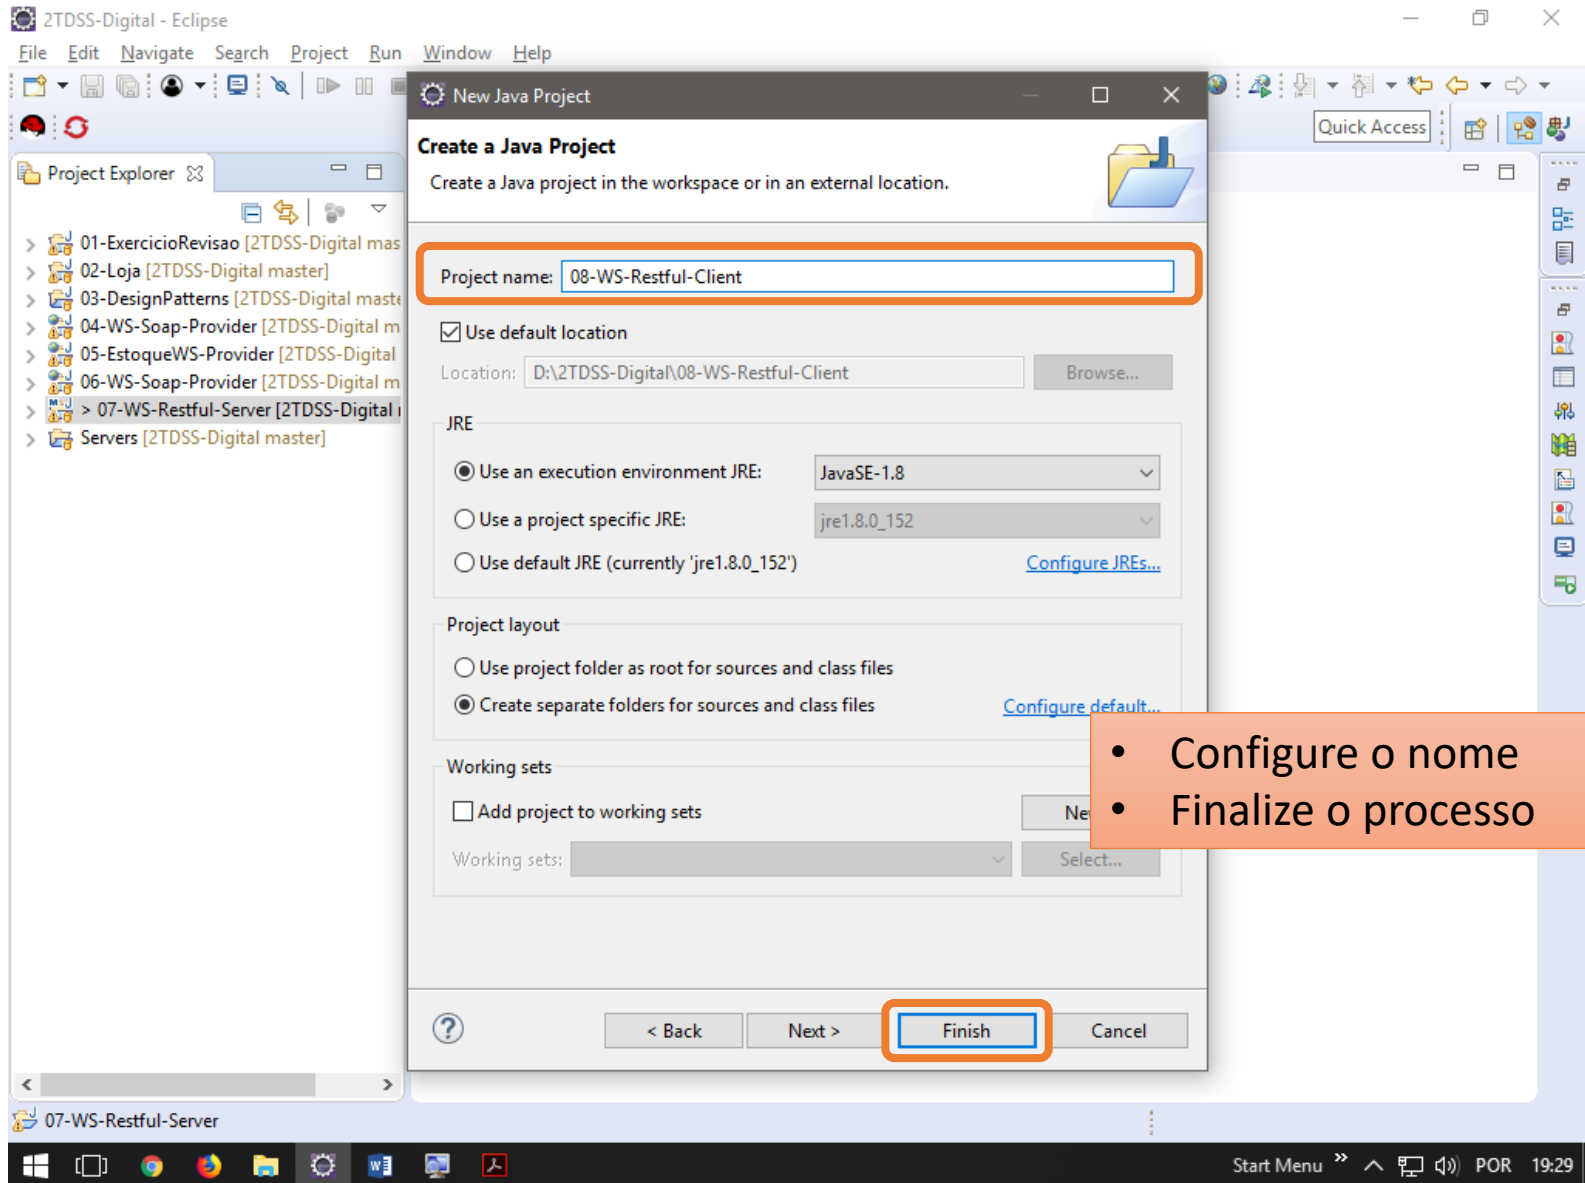 2TDSS-Digital - Eclipse
File Edit Navigate Search Project Run Window Help
Quick Access
Project Explorer
01-ExercicioRevisao [2TDSS-Digital mas
02-Loja [2TDSS-Digital master]
03-DesignPatterns [2TDSS-Digital maste
04-WS-Soap-Provider [2TDSS-Digital m
05-EstoqueWS-Provider [2TDSS-Digital
06-WS-Soap-Provider [2TDSS-Digital m
> 07-WS-Restful-Server [2TDSS-Digital
Servers [2TDSS-Digital master]
New Java Project
Create a Java Project
Create a Java project in the workspace or in an external location.
Project name: 08-WS-Restful-Client
Use default location
Location: D:\2TDSS-Digital\08-WS-Restful-Client Browse...
JRE
Use an execution environment JRE: JavaSE-1.8
Use a project specific JRE: jre1.8.0_152
Use default JRE (currently 'jre1.8.0_152') Configure JREs...
Project layout
Use project folder as root for sources and class files
Create separate folders for sources and class files Configure default...
Working sets
Add project to working sets Ne
Working sets: Select...
• Configure o nome
• Finalize o processo
? < Back Next > Finish Cancel
07-WS-Restful-Server
Start Menu » POR 19:29